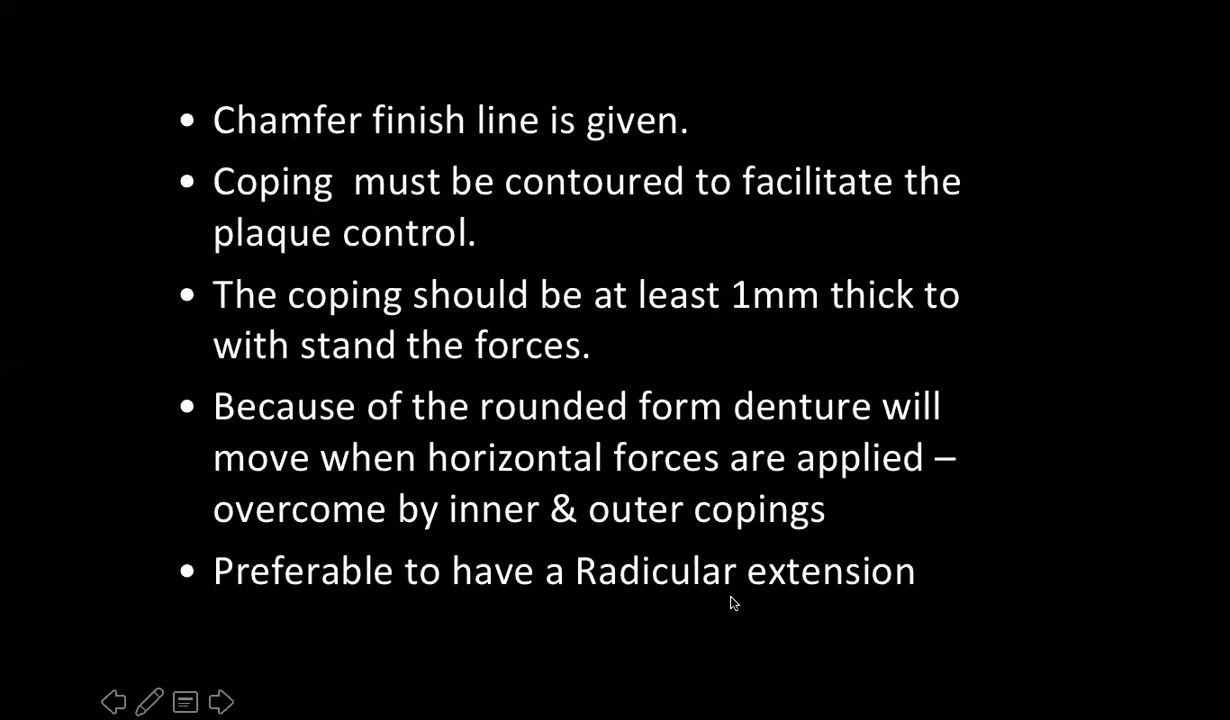 • Chamfer finish line is given.
• Coping  must be contoured to facilitate the
plaque control.
• The coping should be at least 1mm thick to
with stand the forces.
• Because of the rounded form denture will
move when horizontal forces are applied –
overcome by inner & outer copings
• Preferable to have a Radicular extension